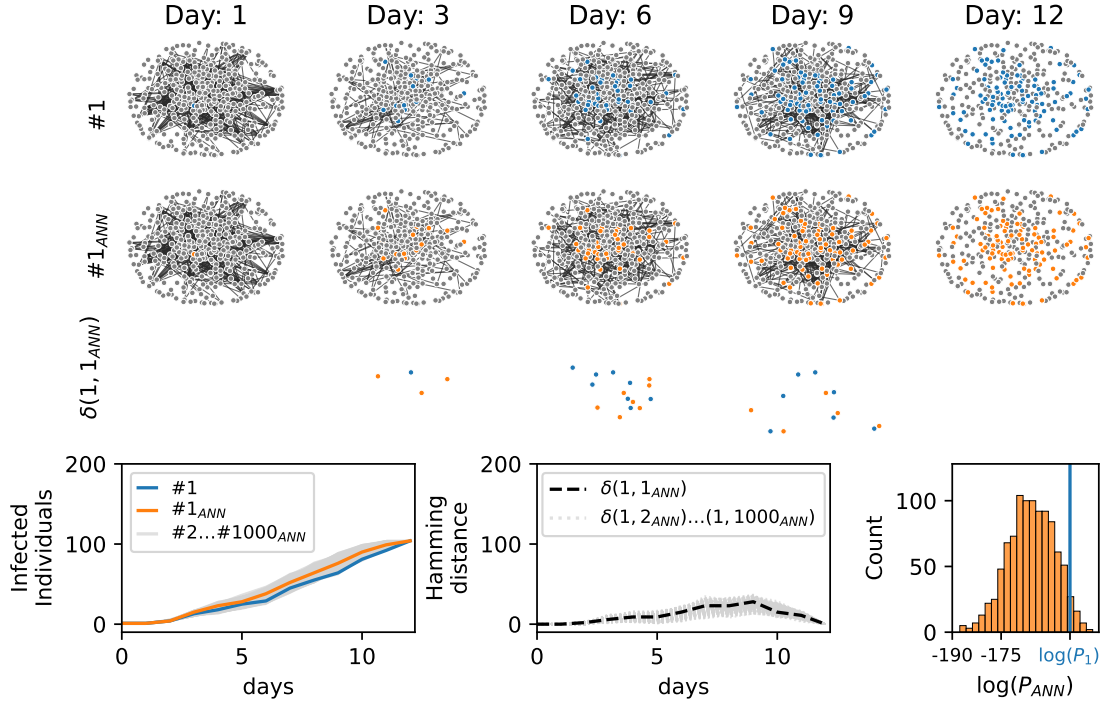 Day: 1 Day: 3 Day: 6 Day: 9 Day: 12
#1
#1ANN
δ(1, 1ANN)
Infected
Individuals
200
100
0
#1
#1ANN
#2...#1000ANN
0 5 10
days
Hamming
distance
200
100
0
δ(1, 1ANN)
δ(1, 2ANN)...(1, 1000ANN)
0 5 10
days
Count
100
50
0
-190 -175 log(P1)
log(PANN)